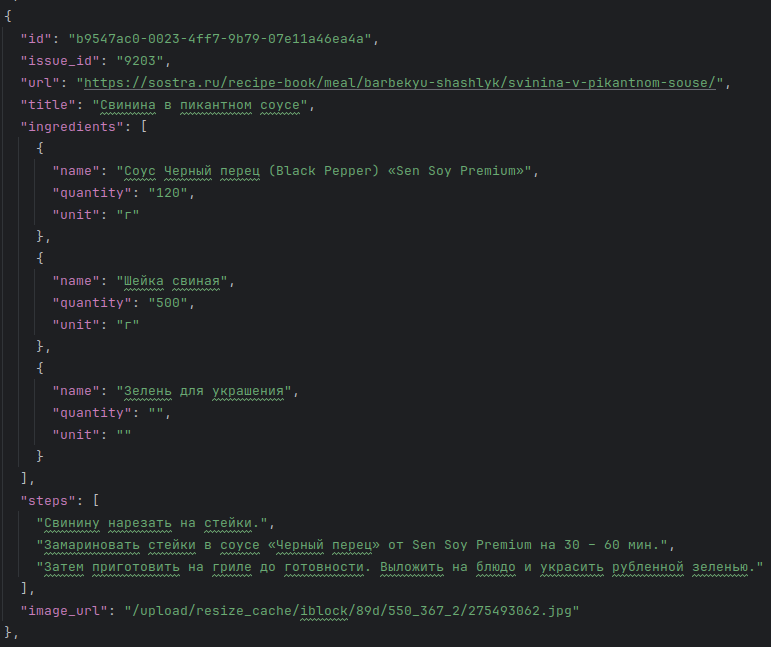 {
"id": "b9547ac0-0023-4ff7-9b79-07e11a46ea4a",
"issue_id": "9203",
"url": "https://sostra.ru/recipe-book/meal/barbekyu-shashlyk/svinina-v-pikantnom-souse/",
"title": "Свинина в пикантном соусе",
"ingredients": [
{
"name": "Соус Черный перец (Black Pepper) «Sen Soy Premium»",
"quantity": "120",
"unit": "г"
},
{
"name": "Шейка свиная",
"quantity": "500",
"unit": "г"
},
{
"name": "Зелень для украшения",
"quantity": "",
"unit": ""
}
],
"steps": [
"Свинину нарезать на стейки.",
"Замариновать стейки в соусе «Черный перец» от Sen Soy Premium на 30 – 60 мин.",
"Затем приготовить на гриле до готовности. Выложить на блюдо и украсить рубленной зеленью."
],
"image_url": "/upload/resize_cache/iblock/89d/550_367_2/275493062.jpg"
},